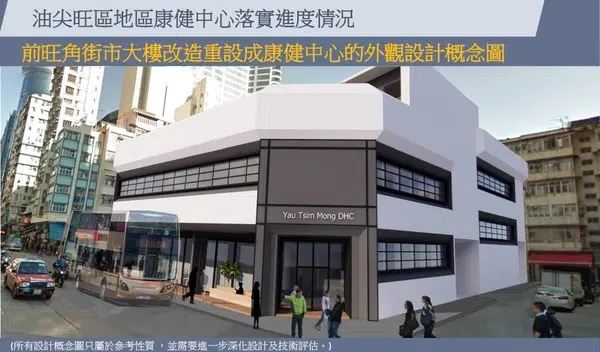 油尖旺區地區康健中心落實進度情況
前旺角街市大樓改造重設成康健中心的外觀設計概念圖
Yau Tsim Mong DHC
(所有設計概念圖只屬於參考性質，並需要進一步深化設計及技術評估。)